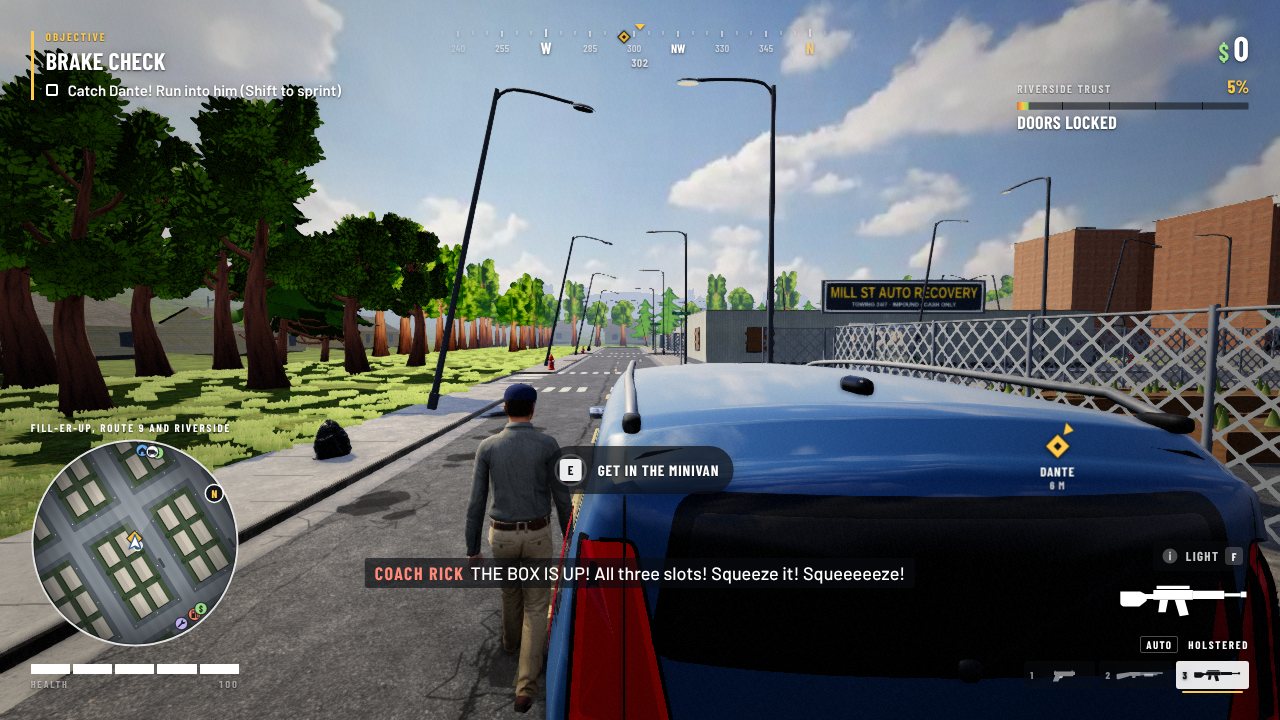 OBJECTIVE
BRAKE CHECK
Catch Dante! Run into him (Shift to sprint)
240 255 W 285 300 NW 330 345 N
302
$0
RIVERSIDE TRUST 5%
DOORS LOCKED
MILL ST AUTO RECOVERY
TOWING 24/7 · IMPOUND · CASH ONLY
FILL-ER-UP, ROUTE 9 AND RIVERSIDE
N
$
E GET IN THE MINIVAN
DANTE
6 M
COACH RICK THE BOX IS UP! All three slots! Squeeze it! Squeeeeeze!
i LIGHT F
AUTO HOLSTERED
1 2 3
HEALTH 100